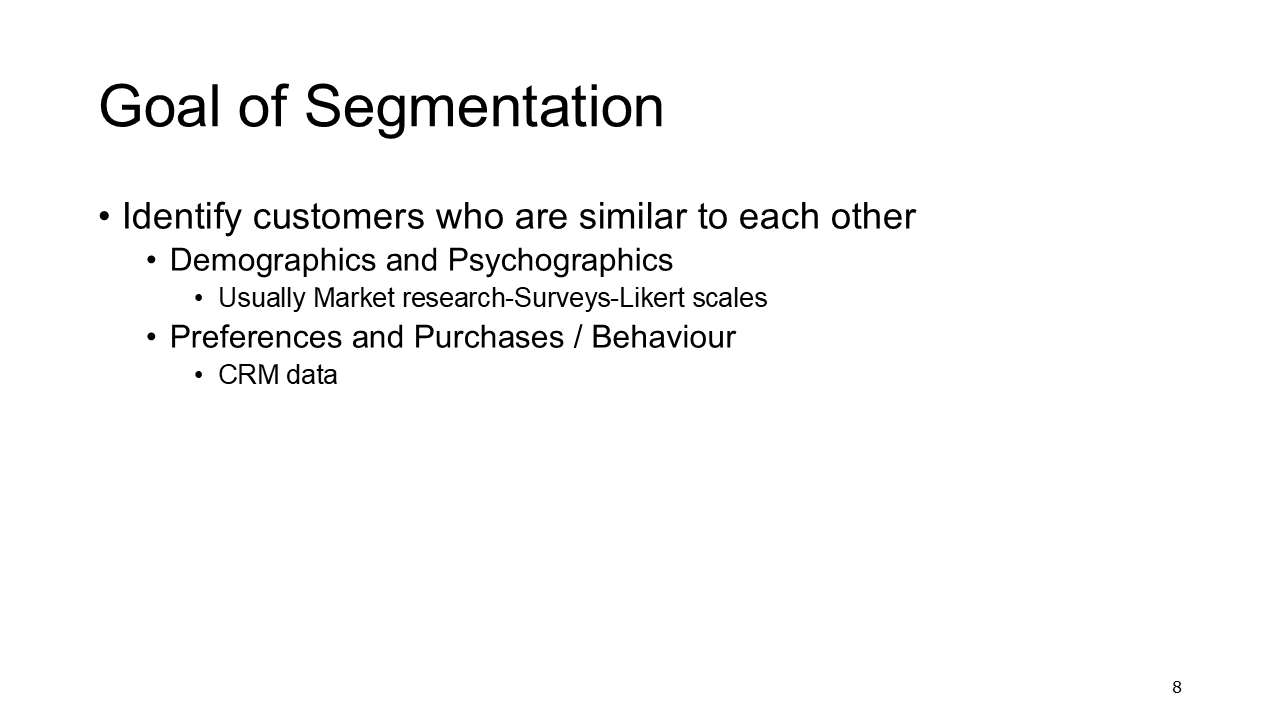 Goal of Segmentation
• Identify customers who are similar to each other
• Demographics and Psychographics
• Usually Market research-Surveys-Likert scales
• Preferences and Purchases / Behaviour
• CRM data
8